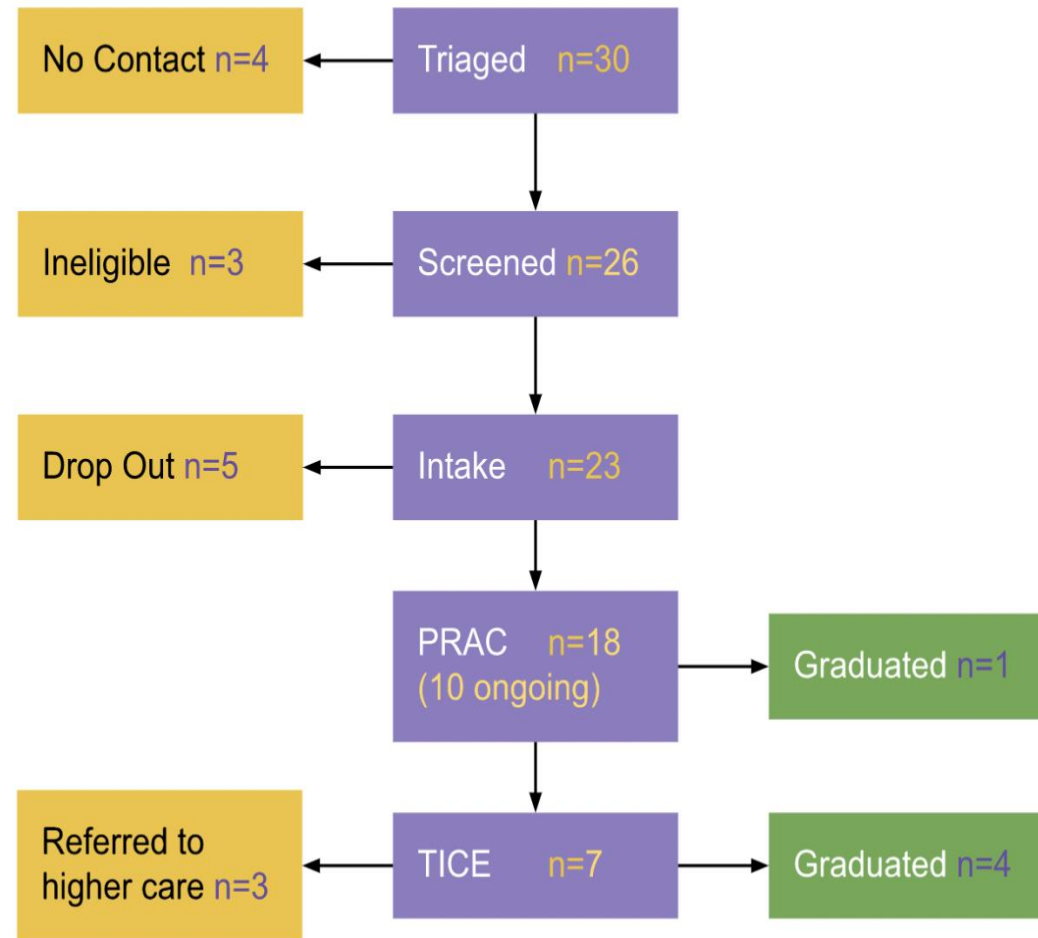 No Contact n=4
Triaged n=30
Ineligible n=3
Screened n=26
Drop Out n=5
Intake n=23
PRAC n=18
(10 ongoing)
Graduated n=1
Referred to
higher care n=3
TICE n=7
Graduated n=4